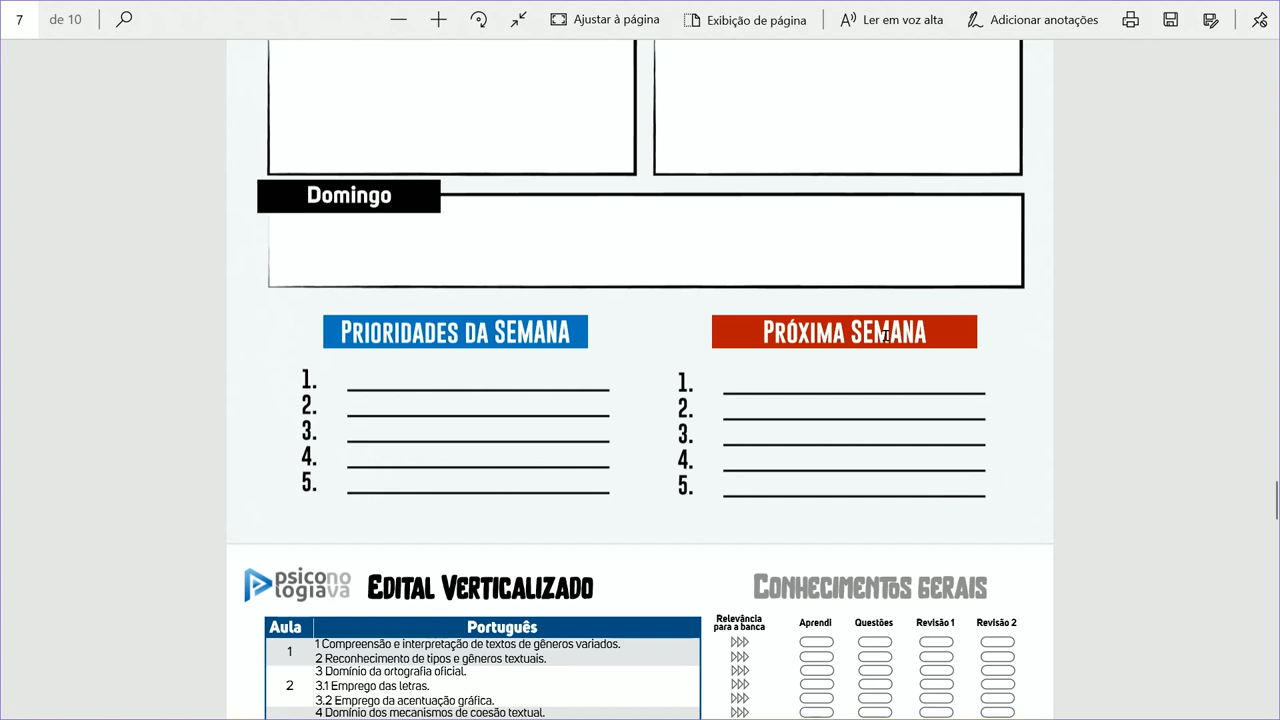 7 de 10 Ajustar à página Exibição de página Ler em voz alta Adicionar anotações
Domingo
PRIORIDADES DA SEMANA
1.
2.
3.
4.
5.
PRÓXIMA SEMANA
1.
2.
3.
4.
5.
psicono
logiava
EDITAL VERTICALIZADO
CONHECIMENTOS GERAIS
Aula Português
1
1 Compreensão e interpretação de textos de gêneros variados.
2 Reconhecimento de tipos e gêneros textuais.
2
3 Domínio da ortografia oficial.
3.1 Emprego das letras.
3.2 Emprego da acentuação gráfica.
4 Domínio dos mecanismos de coesão textual.
Relevância
para a banca
Aprendi Questões Revisão 1 Revisão 2